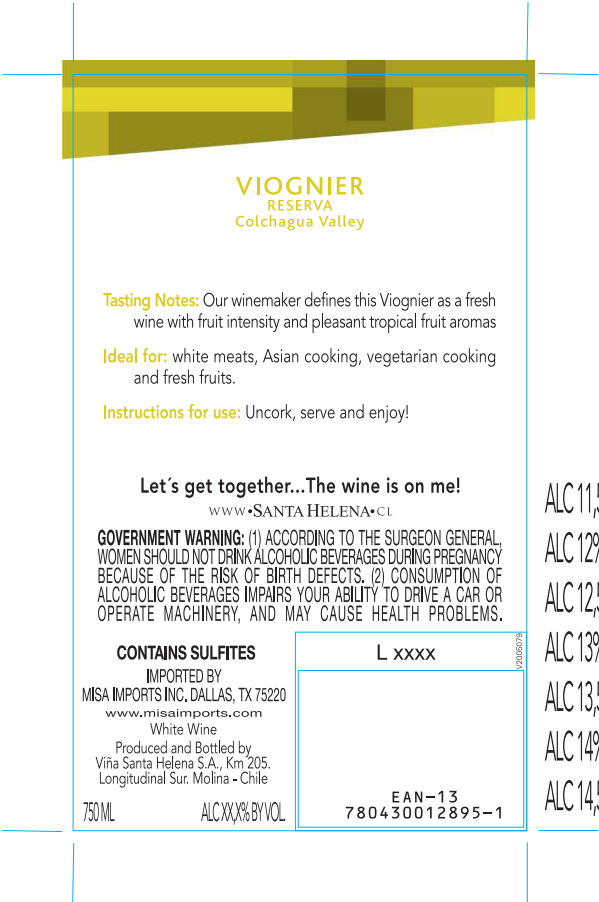 VIOGNIER
RESERVA
Colchagua Valley
Tasting Notes: Our winemaker defines this Viognier as a fresh
wine with fruit intensity and pleasant tropical fruit aromas
Ideal for: white meats, Asian cooking, vegetarian cooking
and fresh fruits.
Instructions for use: Uncork, serve and enjoy!
Let´s get together...The wine is on me!
WWW•SANTA HELENA•CL
GOVERNMENT WARNING: (1) ACCORDING TO THE SURGEON GENERAL,
WOMEN SHOULD NOT DRINK ALCOHOLIC BEVERAGES DURING PREGNANCY
BECAUSE OF THE RISK OF BIRTH DEFECTS. (2) CONSUMPTION OF
ALCOHOLIC BEVERAGES IMPAIRS YOUR ABILITY TO DRIVE A CAR OR
OPERATE MACHINERY, AND MAY CAUSE HEALTH PROBLEMS.
CONTAINS SULFITES
IMPORTED BY
MISA IMPORTS INC. DALLAS, TX 75220
www.misaimports.com
White Wine
Produced and Bottled by
Viña Santa Helena S.A., Km 205.
Longitudinal Sur. Molina - Chile
750 ML ALC XX,X% BY VOL.
L xxxx
V2005079
EAN-13
780430012895-1
ALC 11,5
ALC 12%
ALC 12,5
ALC 13%
ALC 13,5
ALC 14%
ALC 14,5